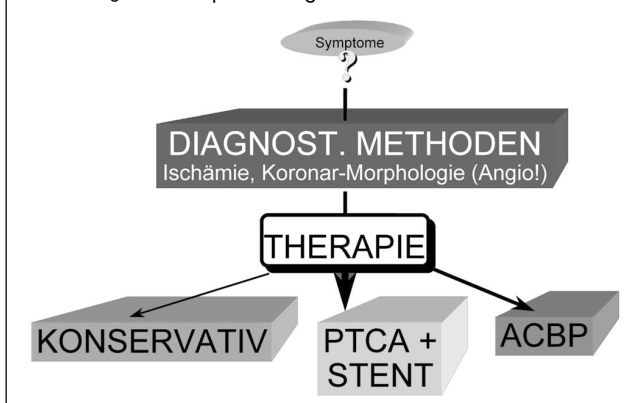 Symptome
?
DIAGNOST. METHODEN
Ischämie, Koronar-Morphologie (Angio!)
THERAPIE
KONSERVATIV
PTCA +
STENT
ACBP